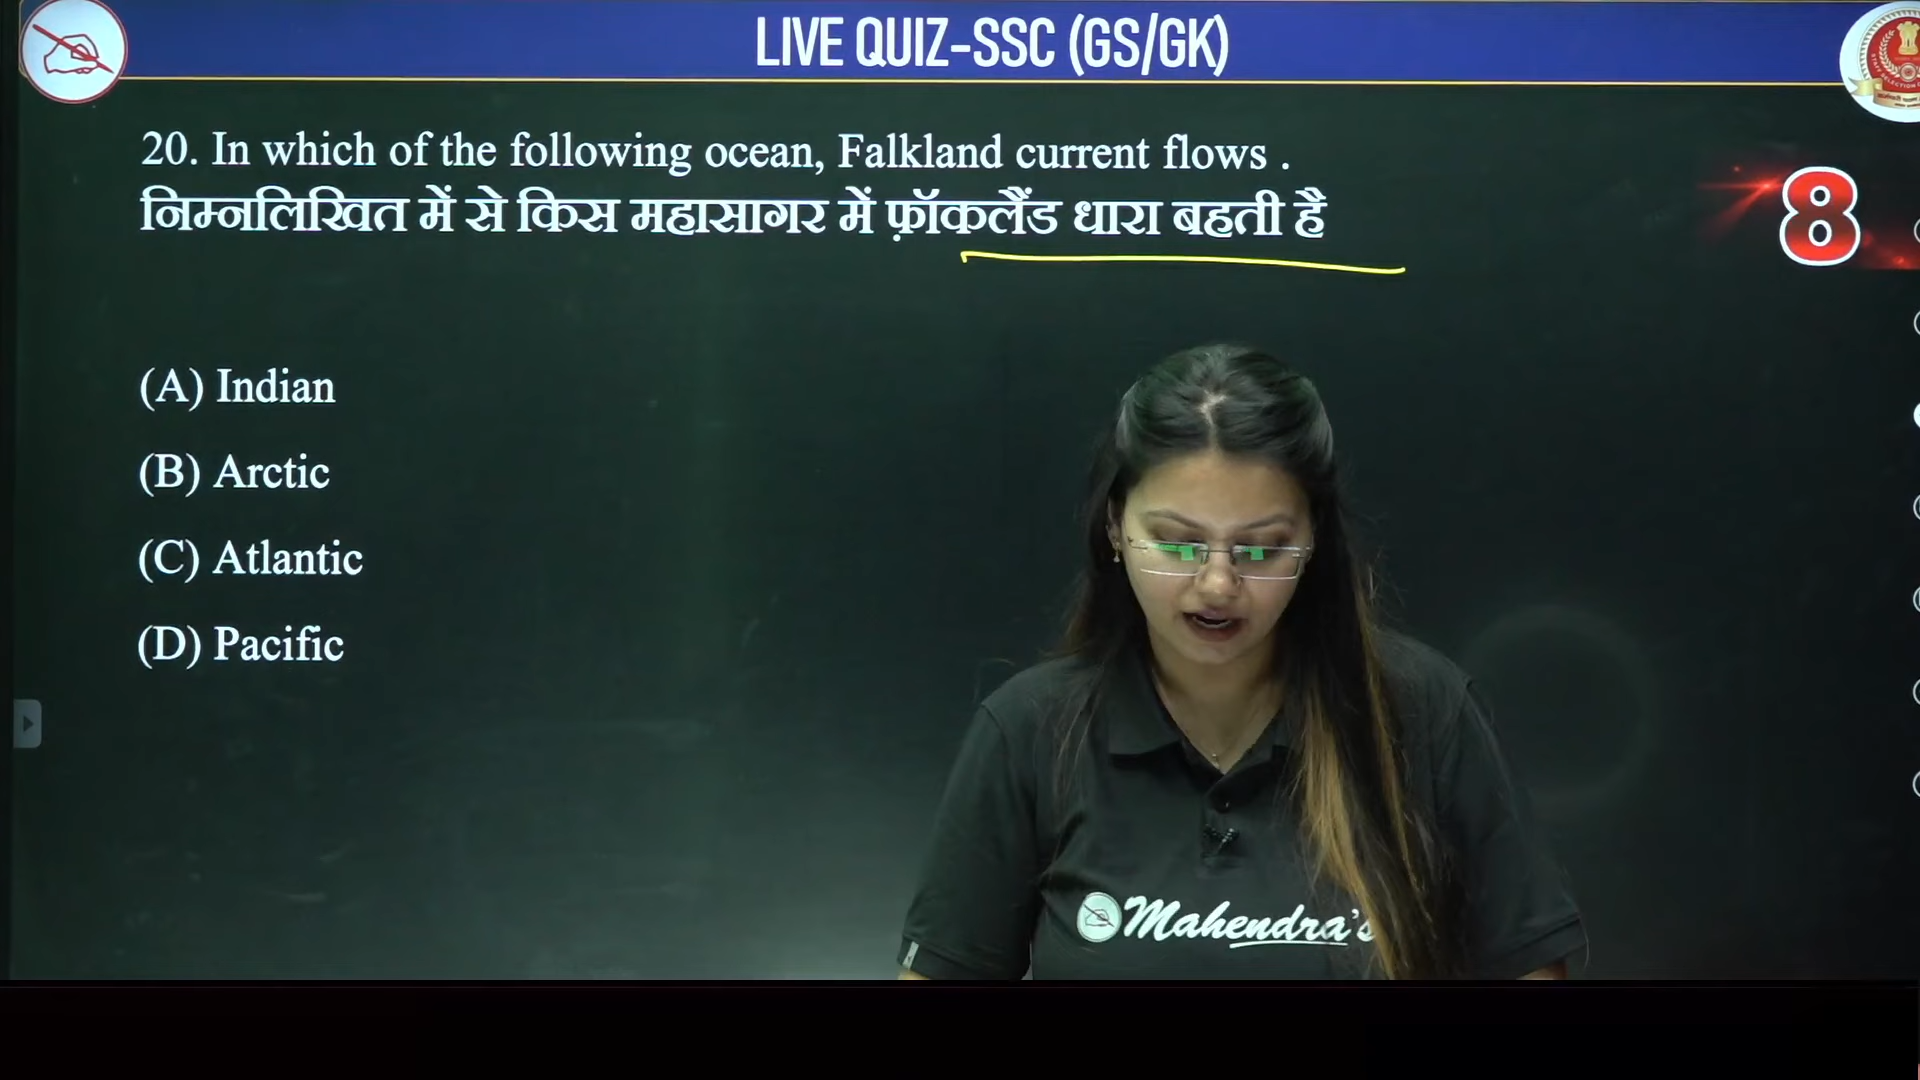 LIVE QUIZ-SSC (GS/GK)
20. In which of the following ocean, Falkland current flows .
निम्नलिखित में से किस महासागर में फ़ॉकलैंड धारा बहती है
8
(A) Indian
(B) Arctic
(C) Atlantic
(D) Pacific
Mahendra's